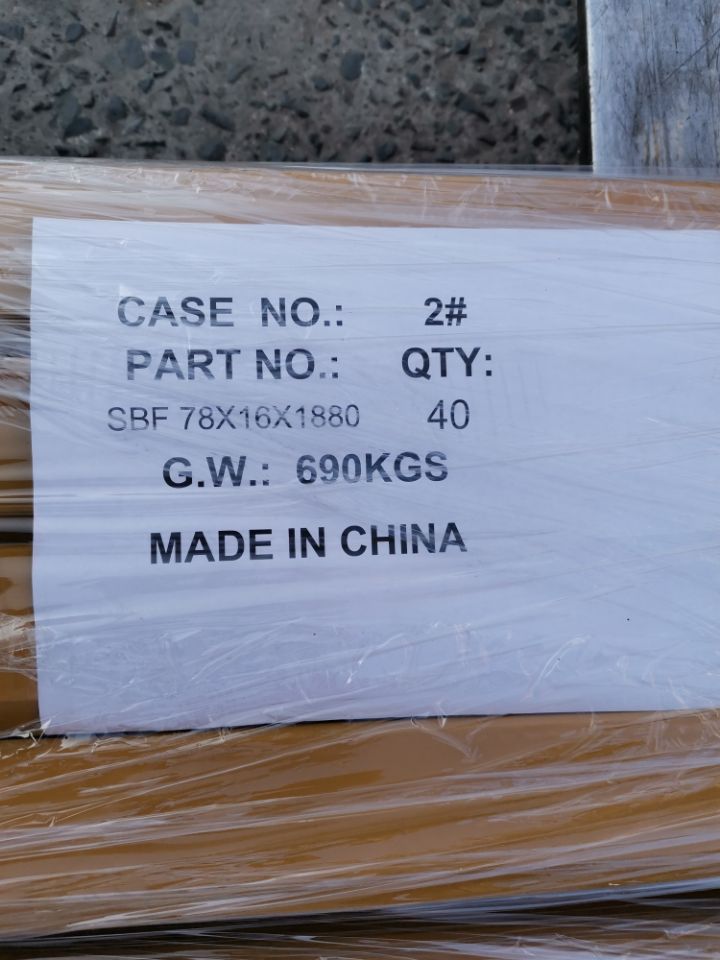 CASE NO.: 2#
PART NO.: QTY:
SBF 78X16X1880 40
G.W.: 690KGS
MADE IN CHINA